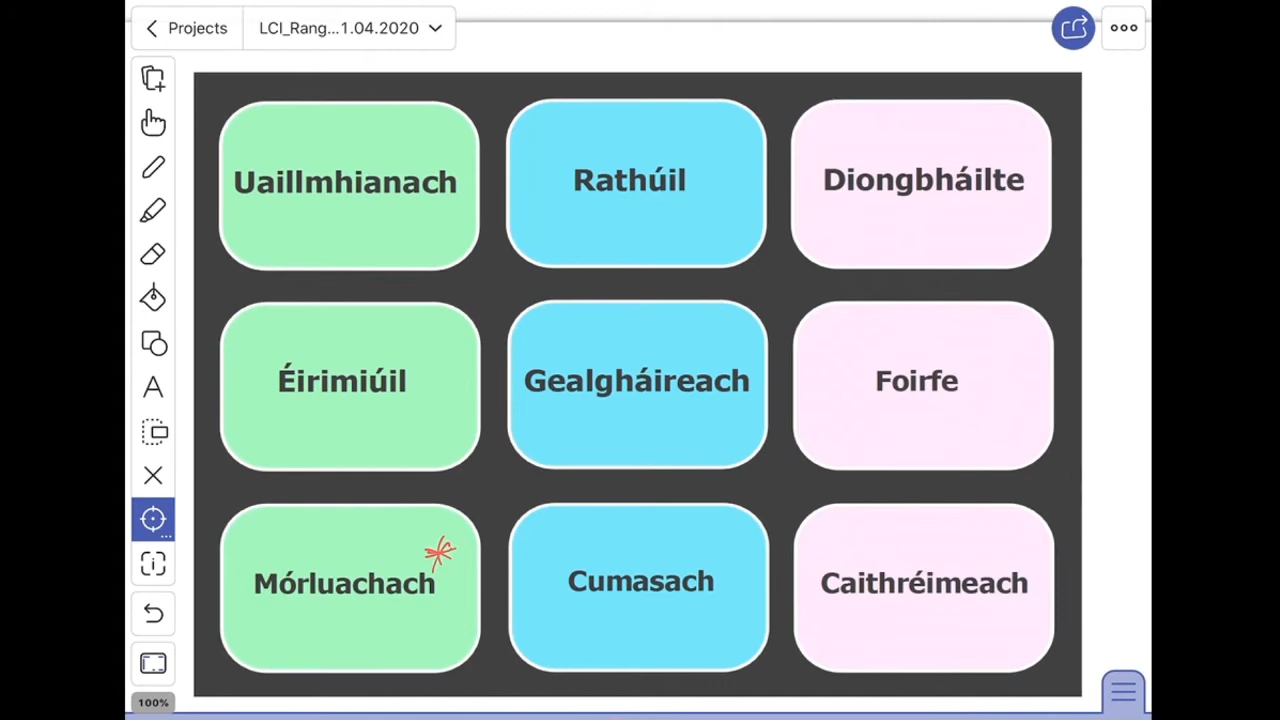 Projects LCI_Rang...1.04.2020
Uaillmhianach Rathúil Diongbháilte
Éirimiúil Gealgháireach Foirfe
Mórluachach Cumasach Caithréimeach
100%